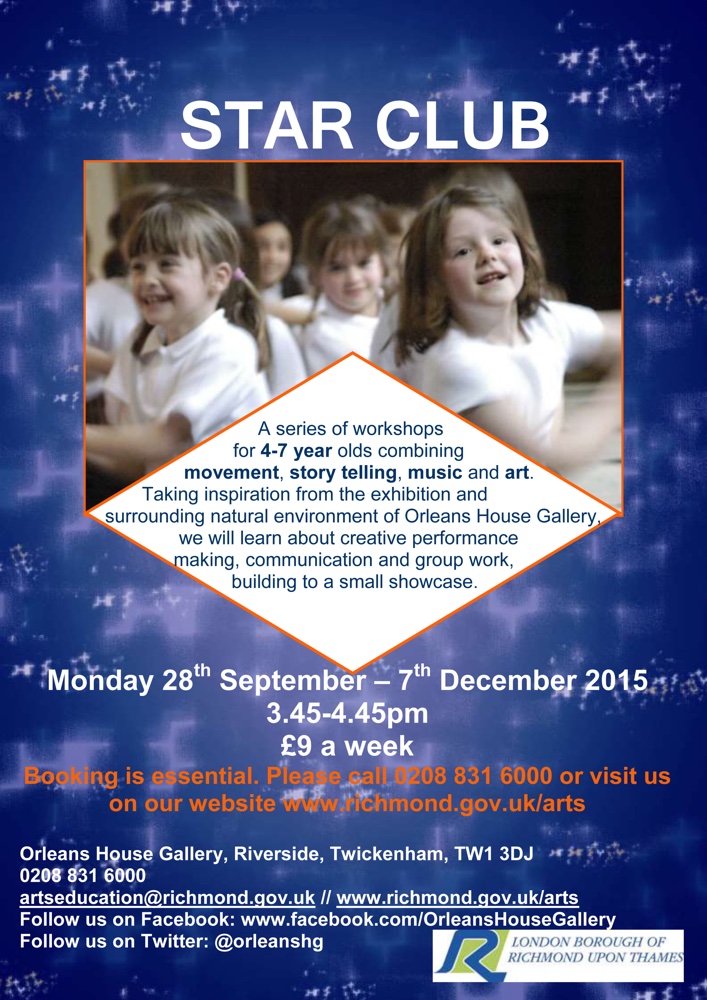 STAR CLUB
A series of workshops
for 4-7 year olds combining
movement, story telling, music and art.
Taking inspiration from the exhibition and
surrounding natural environment of Orleans House Gallery,
we will learn about creative performance
making, communication and group work,
building to a small showcase.
Monday 28th September – 7th December 2015
3.45-4.45pm
£9 a week
Booking is essential. Please call 0208 831 6000 or visit us
on our website www.richmond.gov.uk/arts
Orleans House Gallery, Riverside, Twickenham, TW1 3DJ
0208 831 6000
artseducation@richmond.gov.uk // www.richmond.gov.uk/arts
Follow us on Facebook: www.facebook.com/OrleansHouseGallery
Follow us on Twitter: @orleanshg
LONDON BOROUGH OF
RICHMOND UPON THAMES